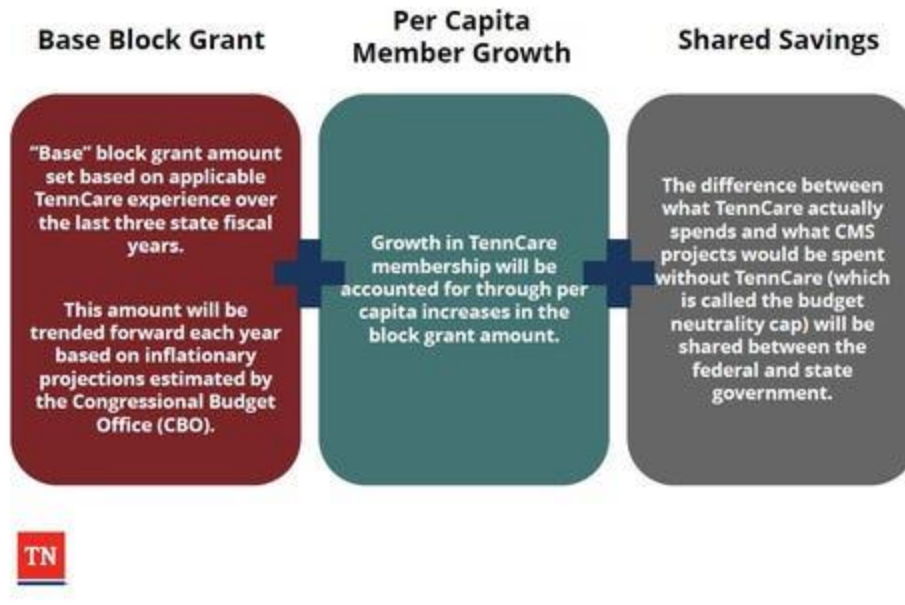 Base Block Grant
Per Capita
Member Growth
Shared Savings
"Base" block grant amount
set based on applicable
TennCare experience over
the last three state fiscal
years.
This amount will be
trended forward each year
based on inflationary
projections estimated by
the Congressional Budget
Office (CBO).
Growth in TennCare
membership will be
accounted for through per
capita increases in the
block grant amount.
The difference between
what TennCare actually
spends and what CMS
projects would be spent
without TennCare (which
is called the budget
neutrality cap) will be
shared between the
federal and state
government.
TN